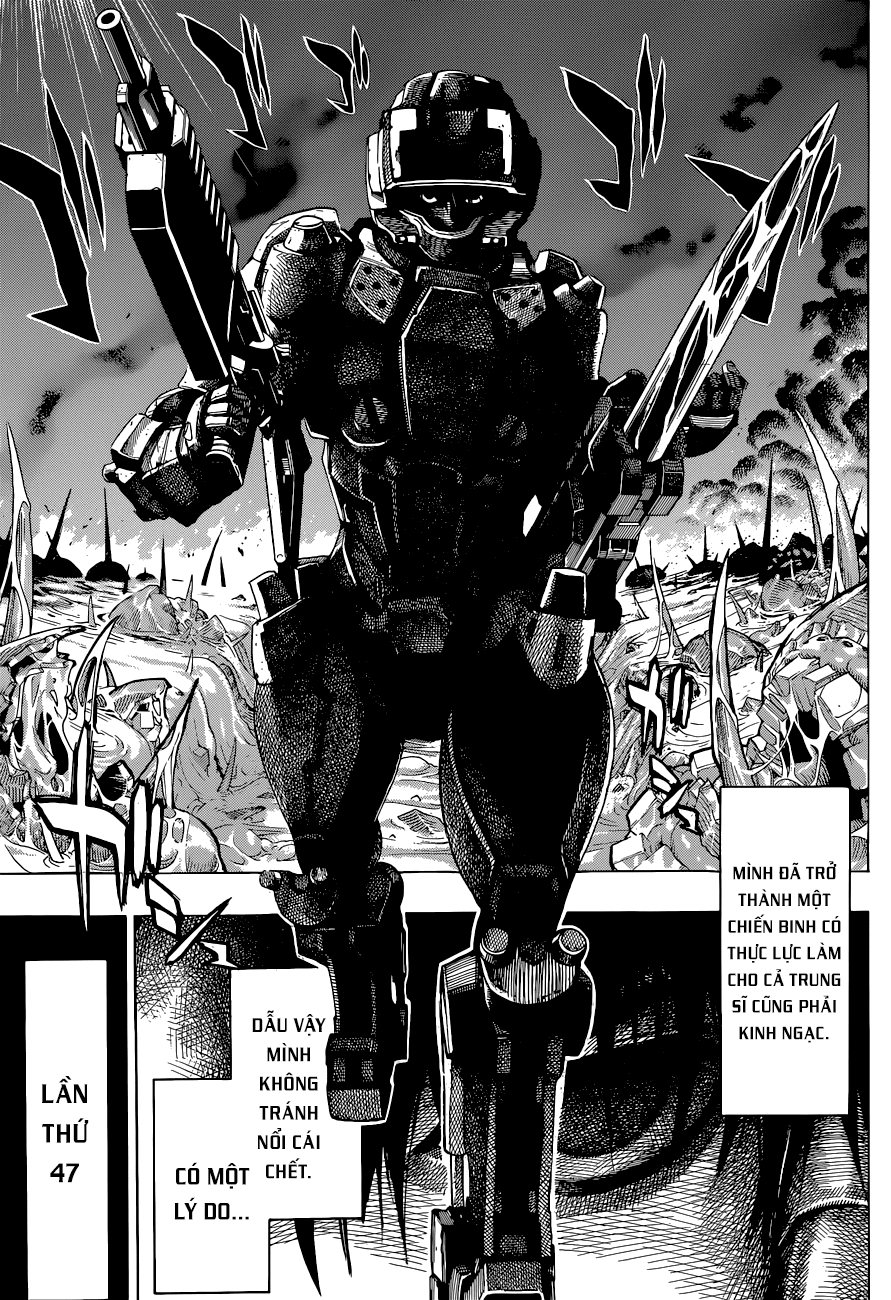 MÌNH ĐÃ TRỞ
THÀNH MỘT
CHIẾN BINH CÓ
THỰC LỰC LÀM
CHO CẢ TRUNG
SĨ CŨNG PHẢI
KINH NGẠC.
DẪU VẬY
MÌNH
KHÔNG
TRÁNH
NỔI CÁI
CHẾT.
CÓ MỘT
LÝ DO...
LẦN
THỨ
47